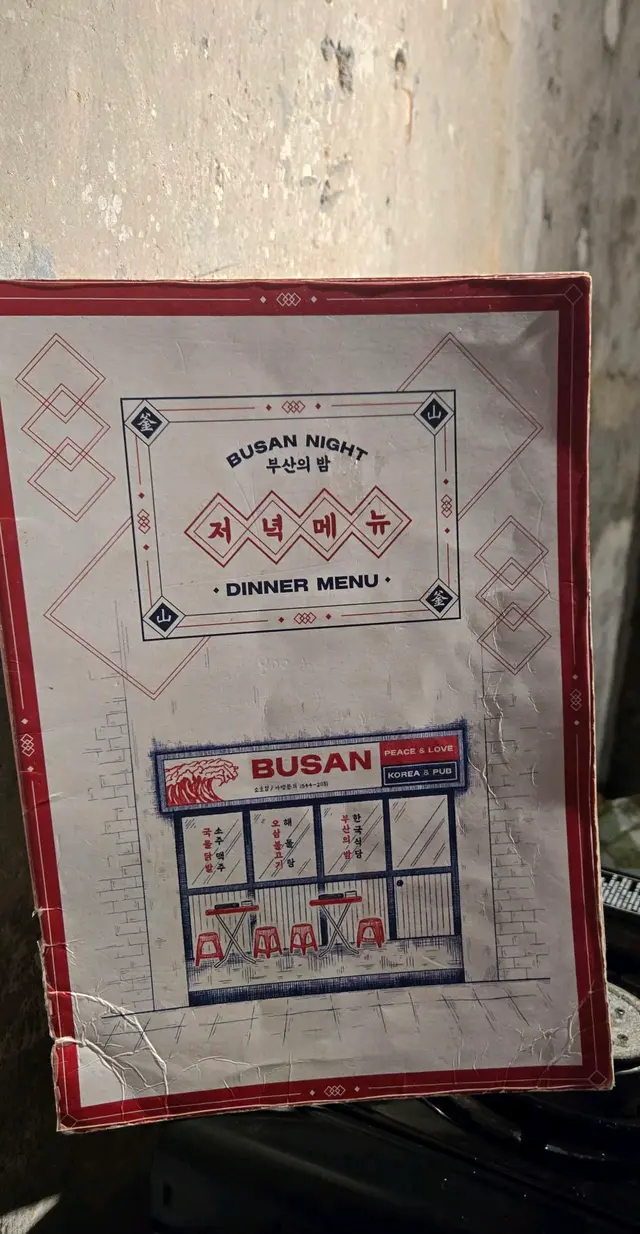 釜 山
BUSAN NIGHT
부산의 밤
저녁메뉴
DINNER MENU
山 釜
BUSAN
PEACE & LOVE
KOREA & PUB
소주맥주
국물닭발
해물탕
오삼불고기
한국식당
부산의밤